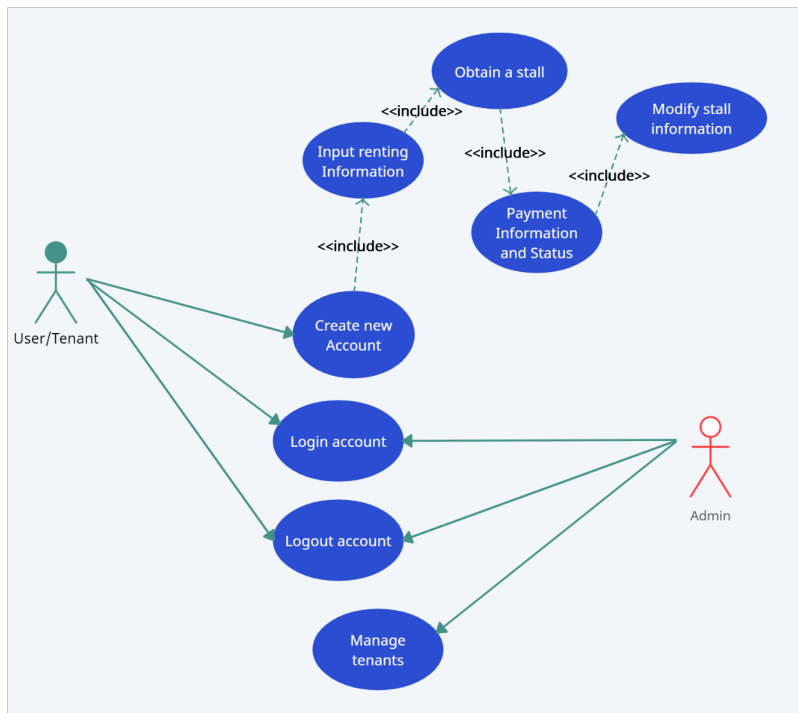 Obtain a stall
<<include>>
Modify stall
information
Input renting
Information
<<include>>
<<include>>
Payment
Information
and Status
<<include>>
User/Tenant
Create new
Account
Login account
Admin
Logout account
Manage
tenants